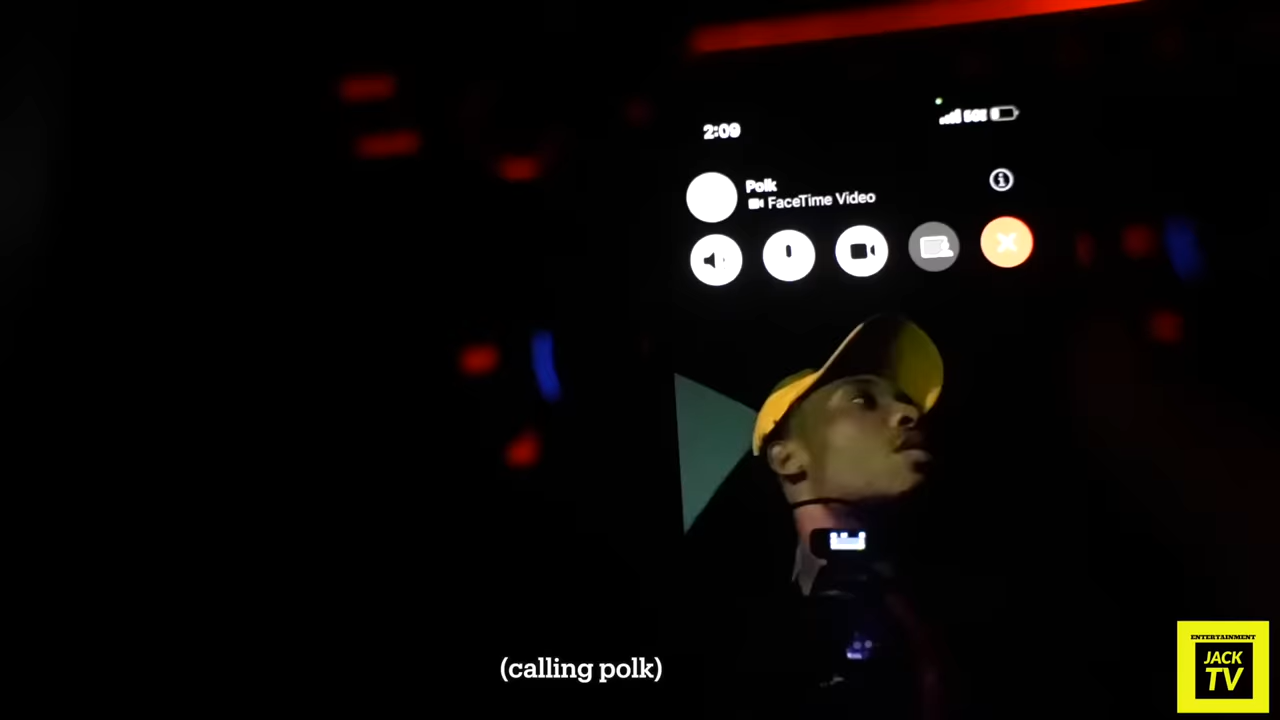 2:09
Polk
FaceTime Video
(calling polk)
ENTERTAINMENT
JACK
TV